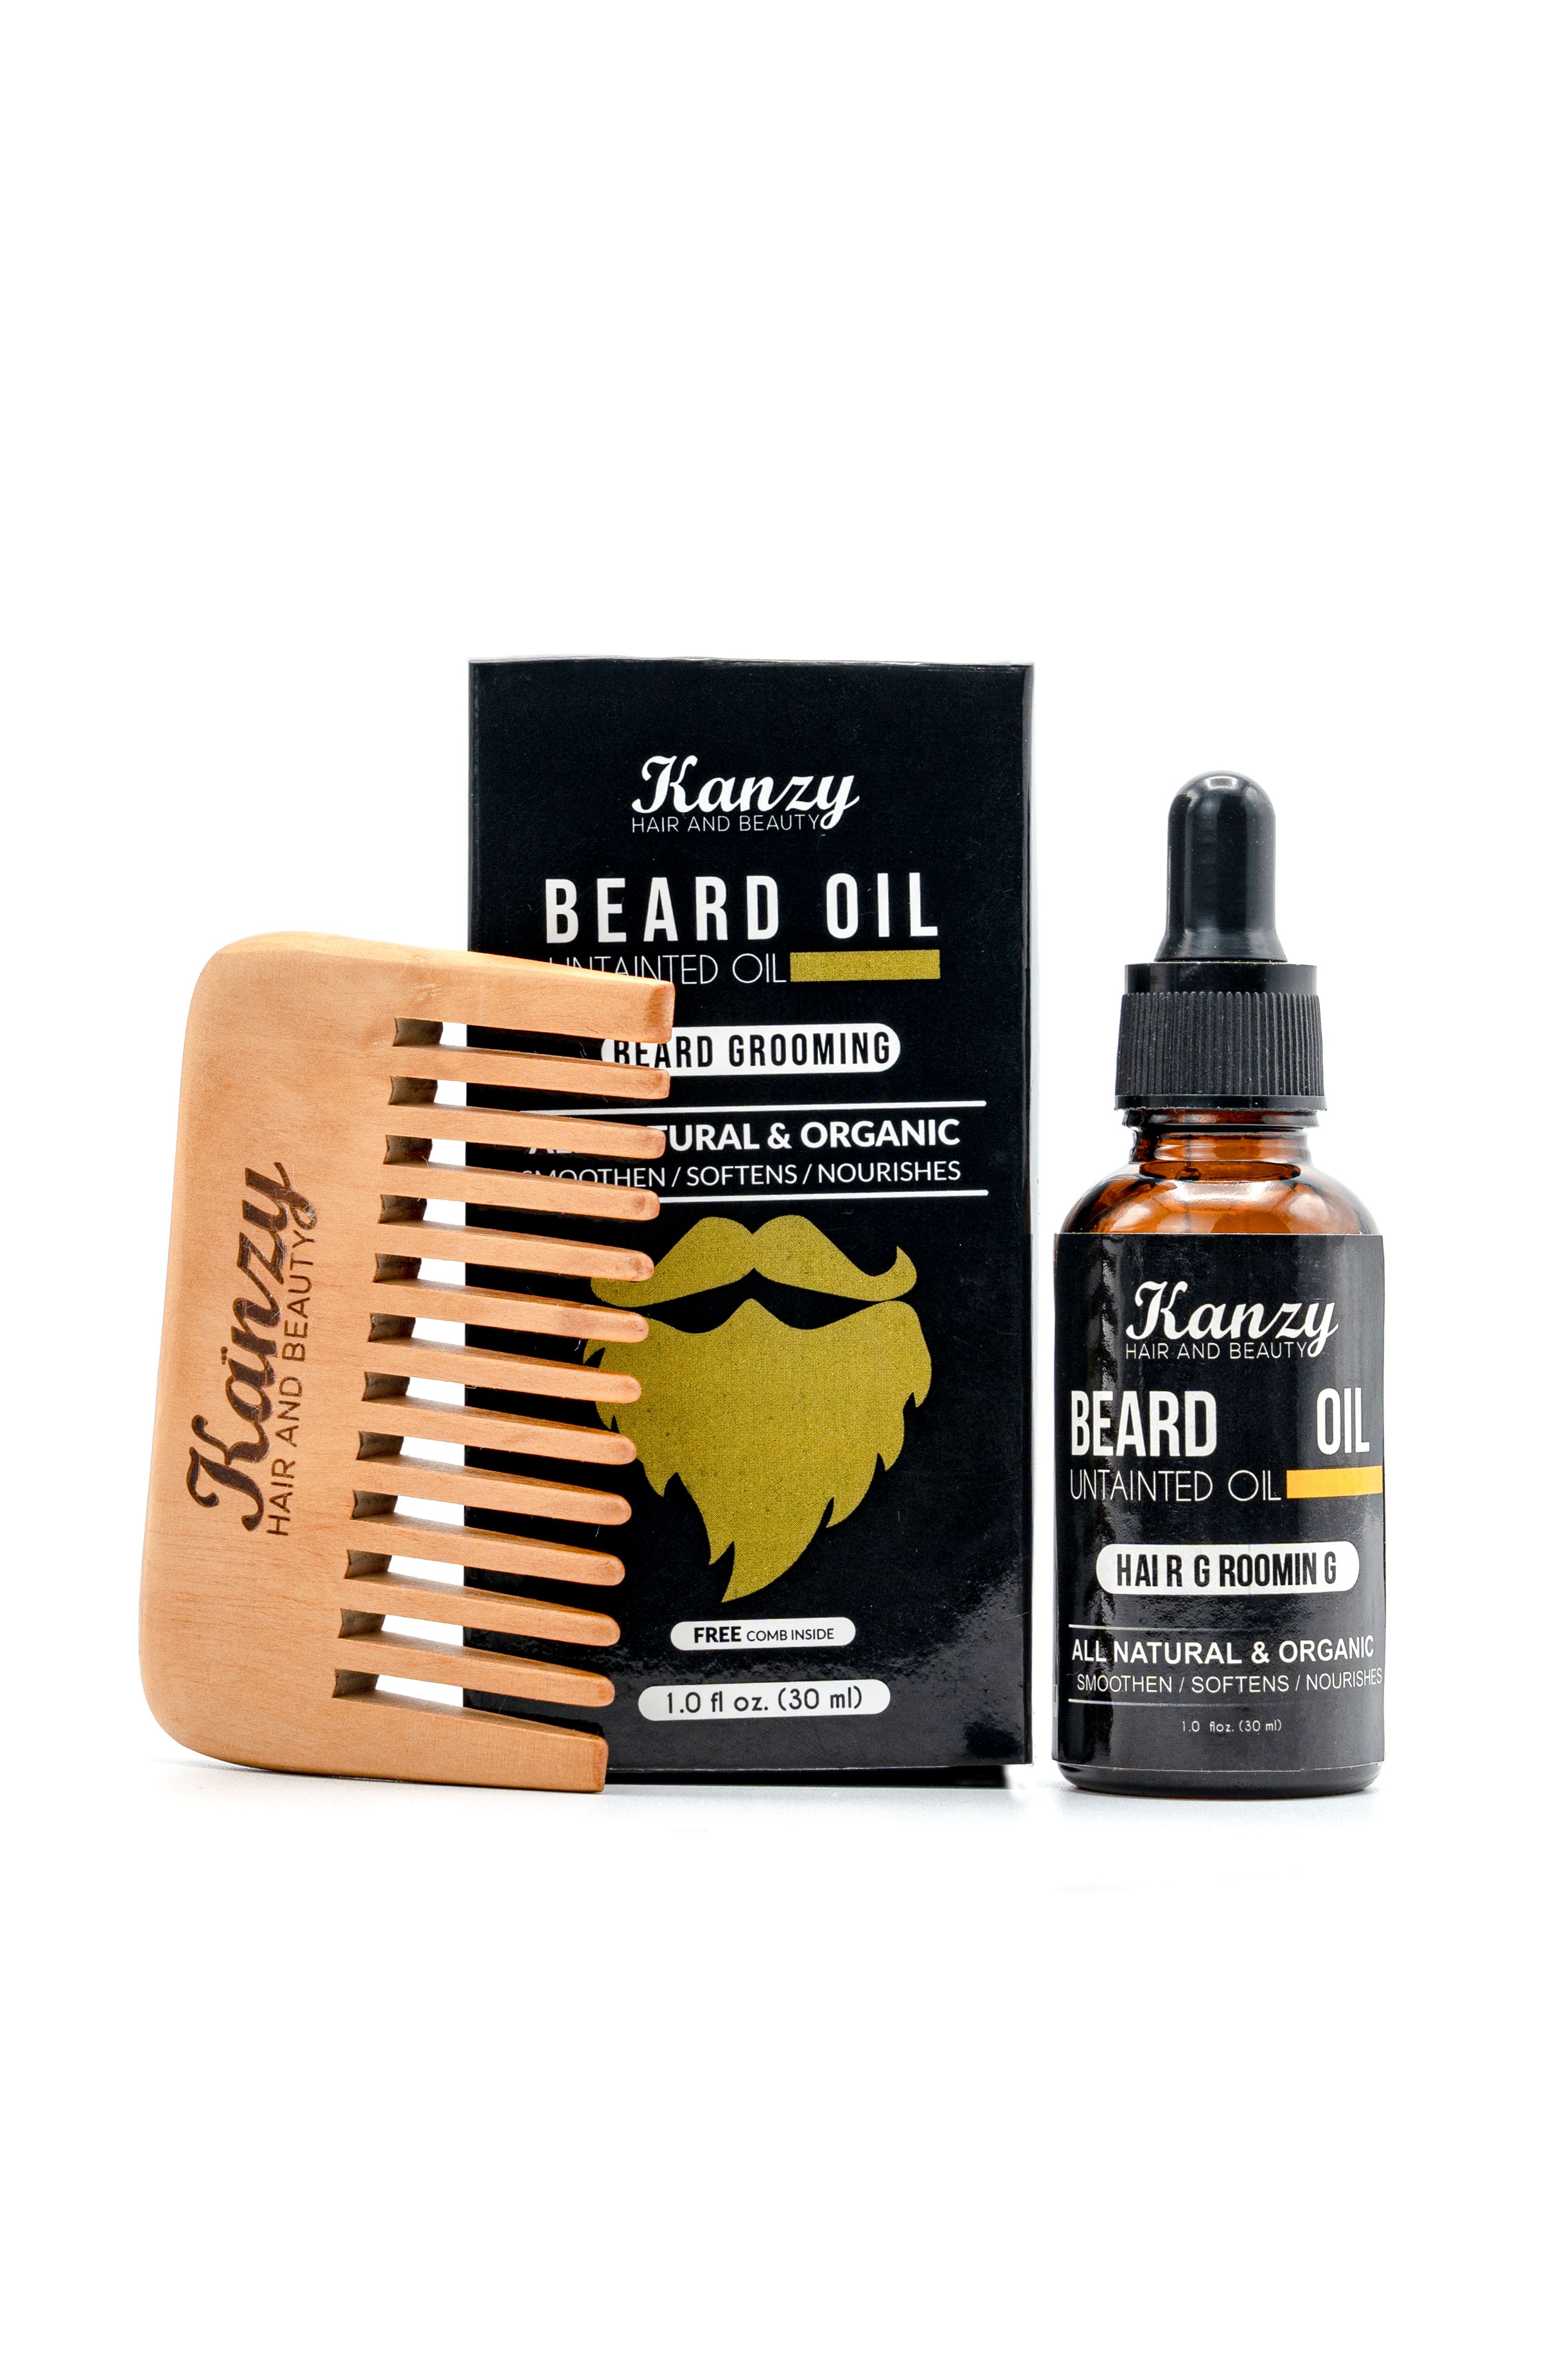 Kanzy
HAIR AND BEAUTY
Kanzy
HAIR AND BEAUTY
BEARD OIL
UNTAINTED OIL
BEARD GROOMING
NATURAL & ORGANIC
SMOOTHEN / SOFTENS / NOURISHES
FREE COMB INSIDE
1.0 fl oz. (30 ml)
Kanzy
HAIR AND BEAUTY
BEARD OIL
UNTAINTED OIL
HAI R G ROOMIN G
ALL NATURAL & ORGANIC
SMOOTHEN / SOFTENS / NOURISHES
1.0 floz. (30 ml)